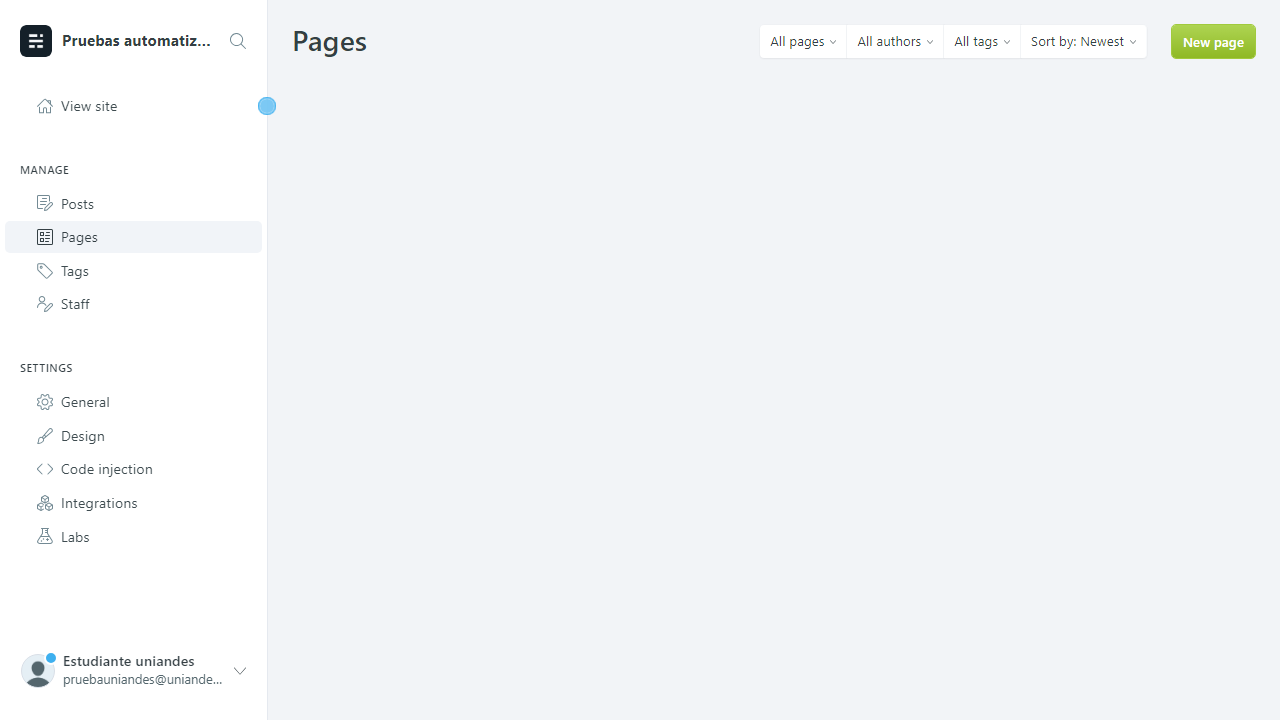 Pruebas automatiz...
View site
MANAGE
Posts
Pages
Tags
Staff
SETTINGS
General
Design
Code injection
Integrations
Labs
Estudiante uniandes
pruebauniandes@uniande...
Pages
All pages
All authors
All tags
Sort by: Newest
New page